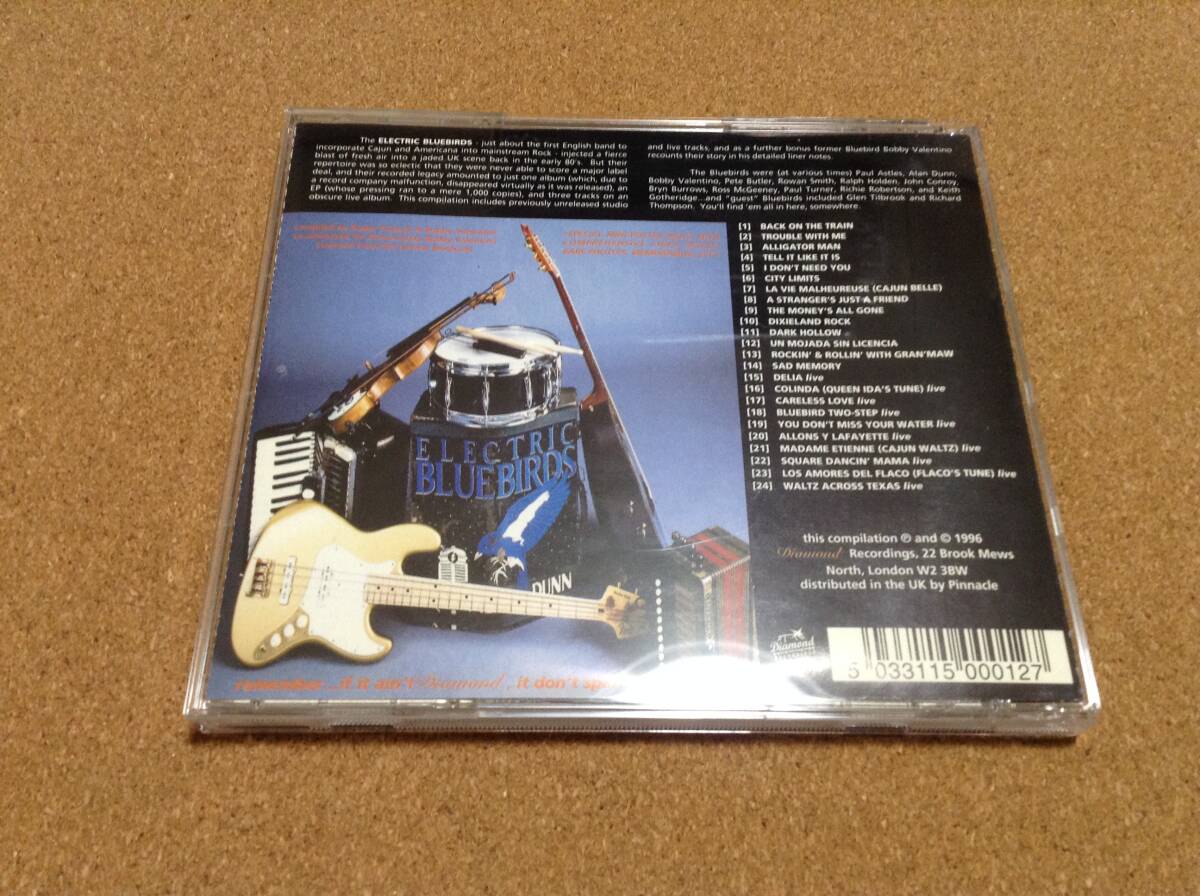 The ELECTRIC BLUEBIRDS - just about the first English band to
incorporate Cajun and Americana into mainstream Rock - injected a fierce
blast of fresh air into a jaded UK scene back in the early 80's. But their
repertoire was so eclectic that they were never able to score a major label
deal, and their recorded legacy amounted to just one album (which, due to
a record company malfunction, disappeared virtually as it was released), an
EP (whose pressing ran to a mere 1,000 copies), and three tracks on an
obscure live album. This compilation includes previously unreleased studio
and live tracks, and as a further bonus former Bluebird Bobby Valentino
recounts their story in his detailed liner notes.
The Bluebirds were (at various times) Paul Astles, Alan Dunn,
Bobby Valentino, Pete Butler, Rowan Smith, Ralph Holden, John Conroy,
Bryn Burrows, Ross McGeeney, Paul Turner, Richie Robertson, and Keith
Gotheridge...and "guest" Bluebirds included Glen Tilbrook and Richard
Thompson. You'll find 'em all in here, somewhere.
[1] BACK ON THE TRAIN
[2] TROUBLE WITH ME
[3] ALLIGATOR MAN
[4] TELL IT LIKE IT IS
[5] I DON'T NEED YOU
[6] CITY LIMITS
[7] LA VIE MALHEUREUSE (CAJUN BELLE)
[8] A STRANGER'S JUST A FRIEND
[9] THE MONEY'S ALL GONE
[10] DIXIELAND ROCK
[11] DARK HOLLOW
[12] UN MOJADA SIN LICENCIA
[13] ROCKIN' & ROLLIN' WITH GRAN'MAW
[14] SAD MEMORY
[15] DELIA live
[16] COLINDA (QUEEN IDA'S TUNE) live
[17] CARELESS LOVE live
[18] BLUEBIRD TWO-STEP live
[19] YOU DON'T MISS YOUR WATER live
[20] ALLONS Y LAFAYETTE live
[21] MADAME ETIENNE (CAJUN WALTZ) live
[22] SQUARE DANCIN' MAMA live
[23] LOS AMORES DEL FLACO (FLACO'S TUNE) live
[24] WALTZ ACROSS TEXAS live
ELECTRIC
BLUEBIRDS
DUNN
this compilation ℗ and © 1996
Diamond Recordings, 22 Brook Mews
North, London W2 3BW
distributed in the UK by Pinnacle
Diamond
5 033115 000127
remember...if it ain't Diamond, it don't